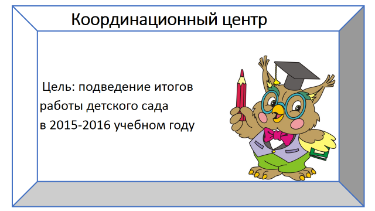 Координационный центр
Цель: подведение итогов
работы детского сада
в 2015-2016 учебном году